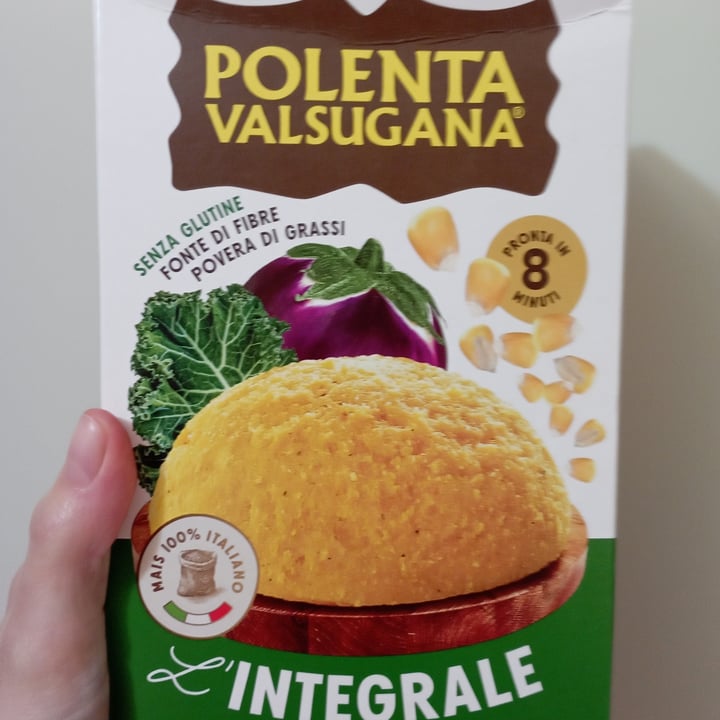 POLENTA
VALSUGANA®
SENZA GLUTINE
FONTE DI FIBRE
POVERA DI GRASSI
PRONTA IN
8
MINUTI
MAIS 100% ITALIANO
L'INTEGRALE